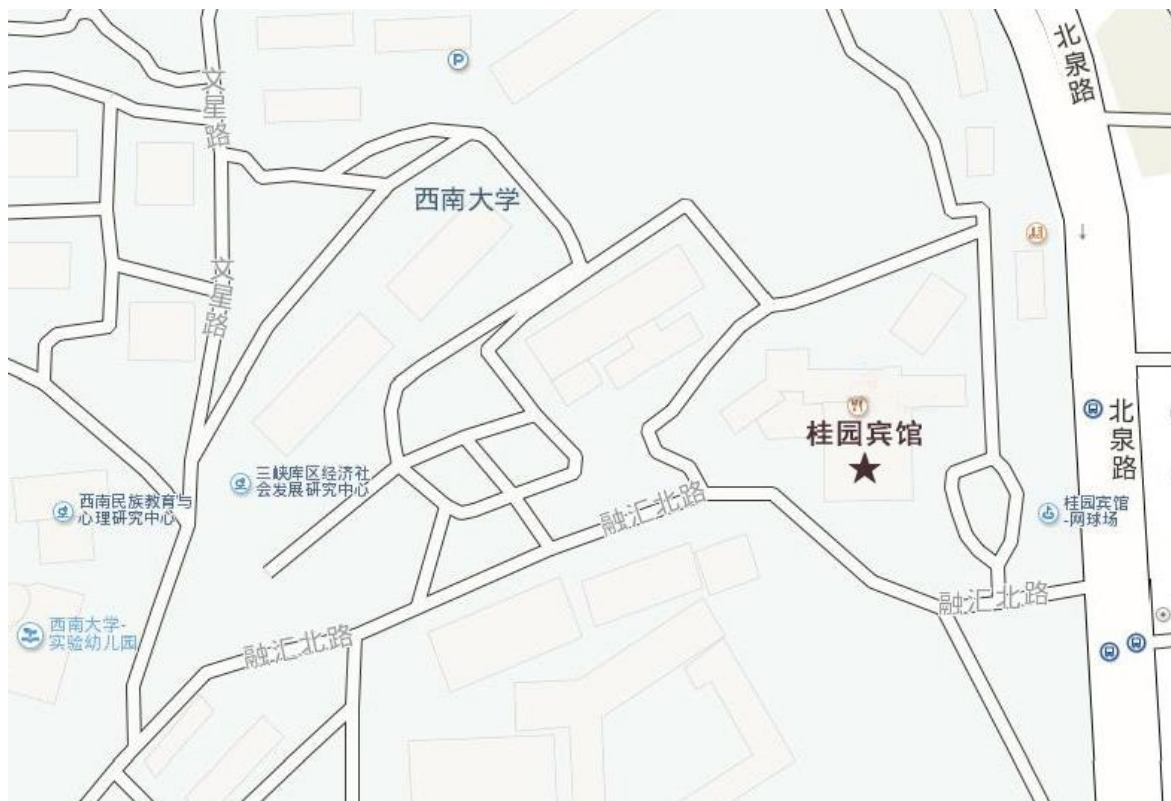 北泉路
P
文星路
西南大学
文星路
桂园宾馆
北泉路
三峡库区经济社
会发展研究中心
西南民族教育与
心理研究中心
融汇北路
桂园宾馆
-网球场
融汇北路
西南大学-
实验幼儿园
融汇北路